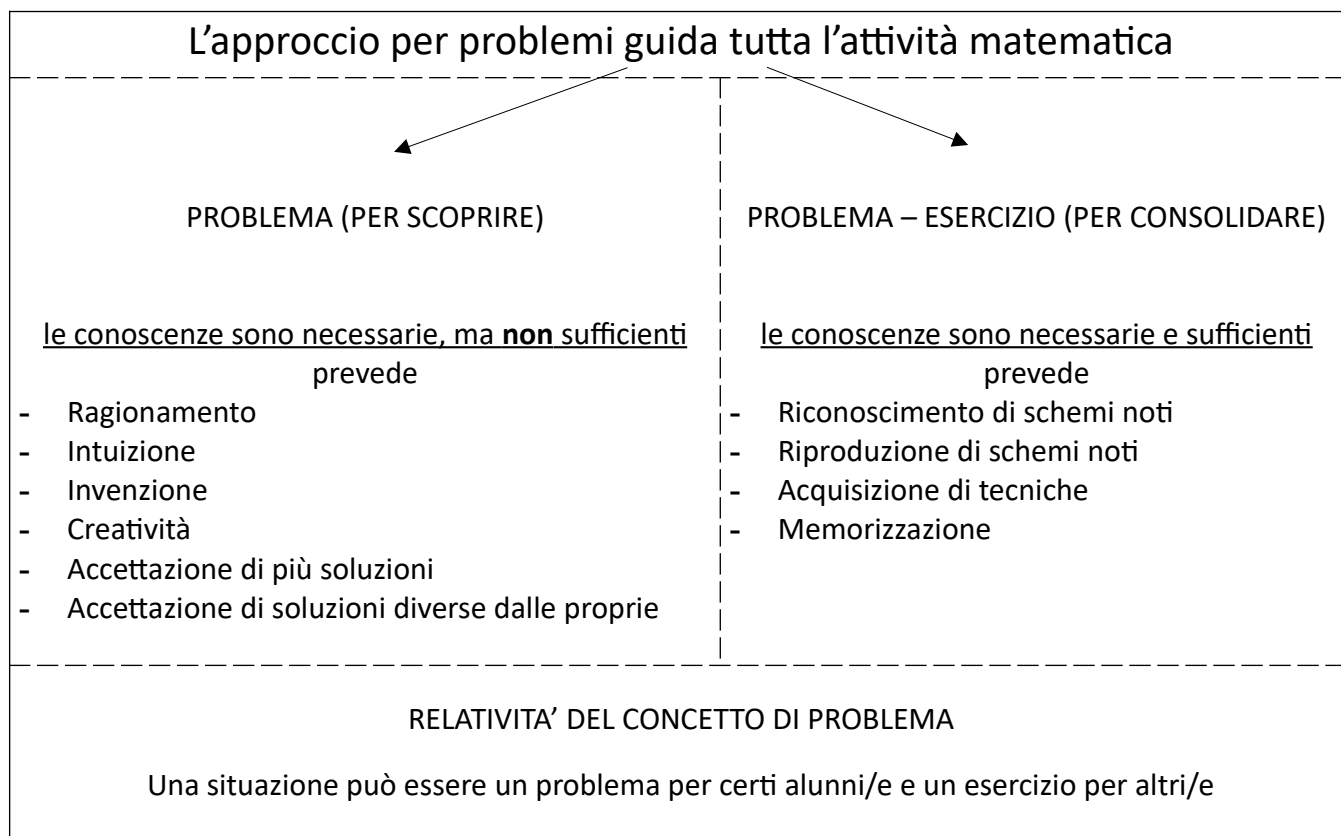 L’approccio per problemi guida tutta l’attività matematica
PROBLEMA (PER SCOPRIRE)
le conoscenze sono necessarie, ma non sufficienti
prevede
- Ragionamento
- Intuizione
- Invenzione
- Creatività
- Accettazione di più soluzioni
- Accettazione di soluzioni diverse dalle proprie
PROBLEMA – ESERCIZIO (PER CONSOLIDARE)
le conoscenze sono necessarie e sufficienti
prevede
- Riconoscimento di schemi noti
- Riproduzione di schemi noti
- Acquisizione di tecniche
- Memorizzazione
RELATIVITA’ DEL CONCETTO DI PROBLEMA
Una situazione può essere un problema per certi alunni/e e un esercizio per altri/e